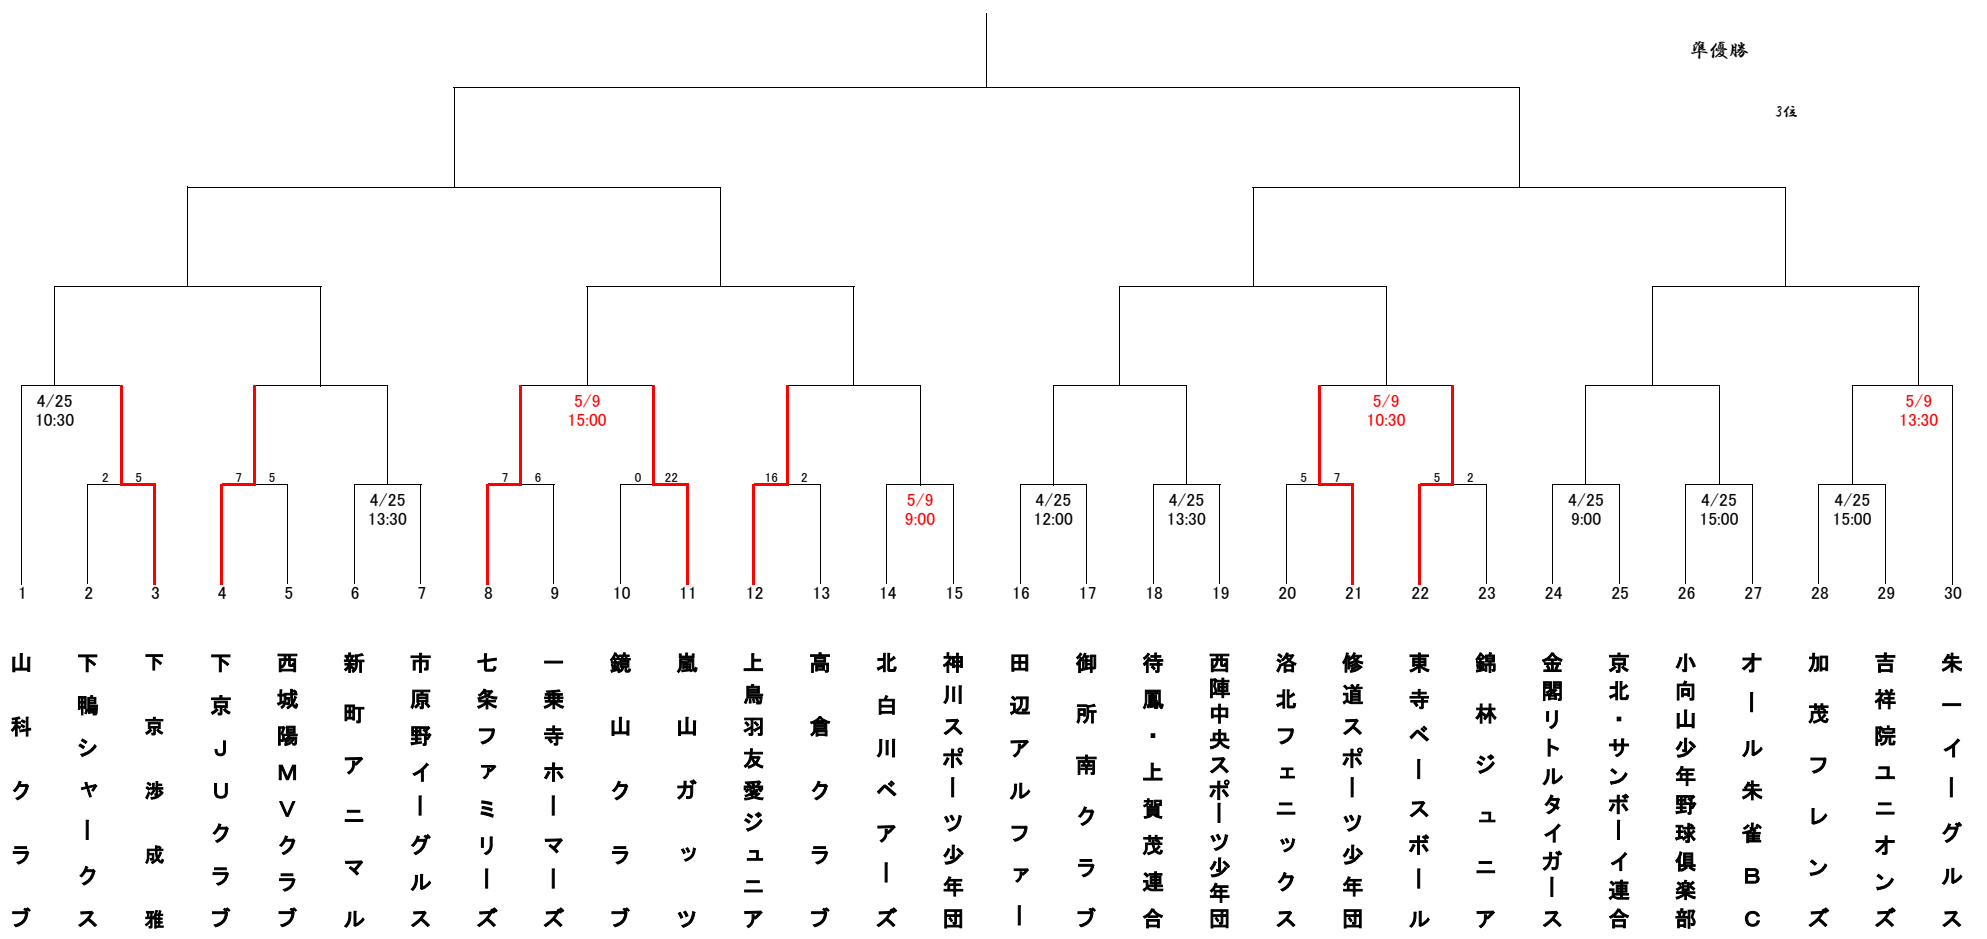 準優勝
3位
4/25
10:30
5/9
15:00
5/9
10:30
5/9
13:30
2 5
7 5
7 6
0 22
16 2
5 7
5 2
4/25
13:30
5/9
9:00
4/25
12:00
4/25
13:30
4/25
9:00
4/25
15:00
4/25
15:00
1 2 3 4 5 6 7 8 9 10 11 12 13 14 15 16 17 18 19 20 21 22 23 24 25 26 27 28 29 30
山科クラブ
下鴨シャークス
下京渉成雅
下京JUクラブ
西城陽MVクラブ
新町アニマル
市原野イーグルス
七条ファミリーズ
一乗寺ホーマーズ
鏡山クラブ
嵐山ガッツ
上鳥羽友愛ジュニア
高倉クラブ
北白川ベアーズ
神川スポーツ少年団
田辺アルファー
御所南クラブ
待鳳・上賀茂連合
西陣中央スポーツ少年団
洛北フェニックス
修道スポーツ少年団
東寺ベースボール
錦林ジュニア
金閣リトルタイガース
京北・サンボーイ連合
小向山少年野球倶楽部
オール朱雀BC
加茂フレンズ
吉祥院ユニオンズ
朱一イーグルス